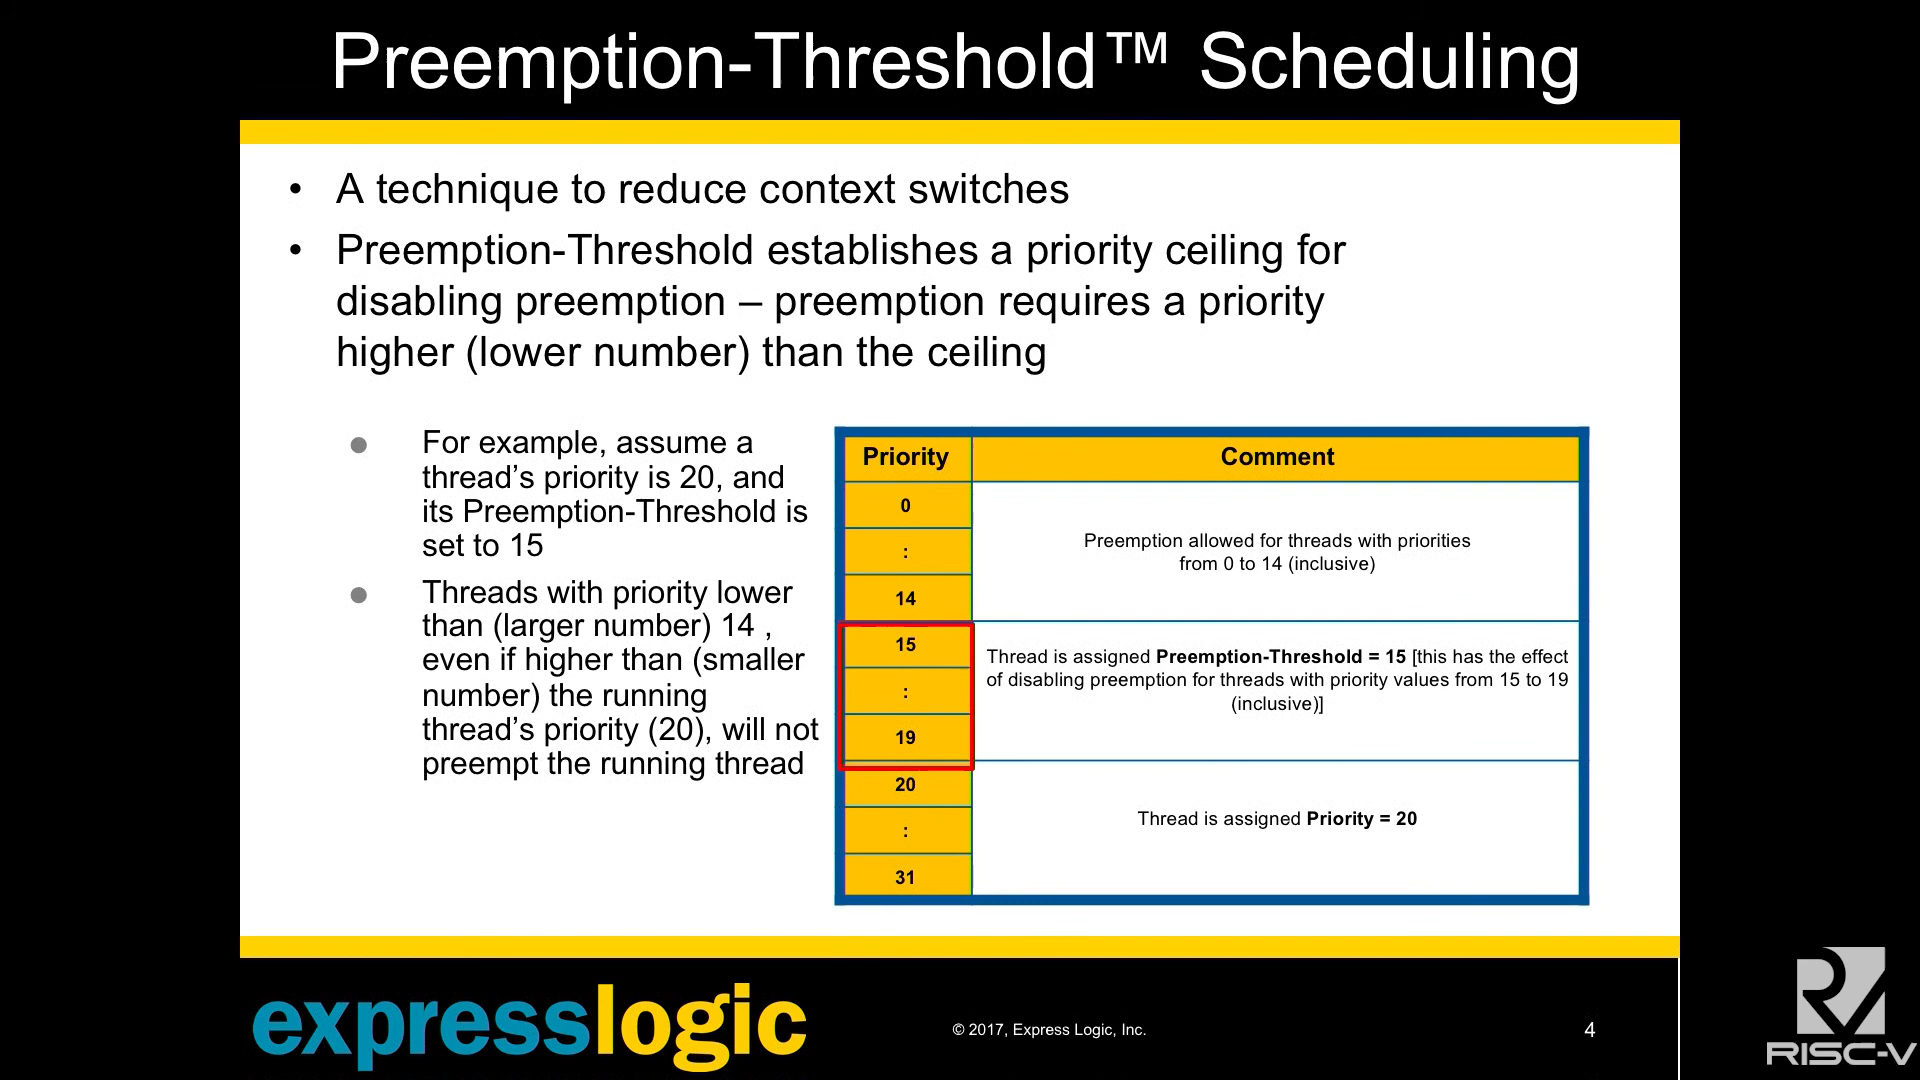 Preemption-Threshold™ Scheduling
• A technique to reduce context switches
• Preemption-Threshold establishes a priority ceiling for
disabling preemption – preemption requires a priority
higher (lower number) than the ceiling
● For example, assume a
thread’s priority is 20, and
its Preemption-Threshold is
set to 15
● Threads with priority lower
than (larger number) 14 ,
even if higher than (smaller
number) the running
thread’s priority (20), will not
preempt the running thread
Priority Comment
0
:
14
Preemption allowed for threads with priorities
from 0 to 14 (inclusive)
15
:
19
Thread is assigned Preemption-Threshold = 15 [this has the effect
of disabling preemption for threads with priority values from 15 to 19
(inclusive)]
20
:
31
Thread is assigned Priority = 20
expresslogic
© 2017, Express Logic, Inc.
4
RISC-V